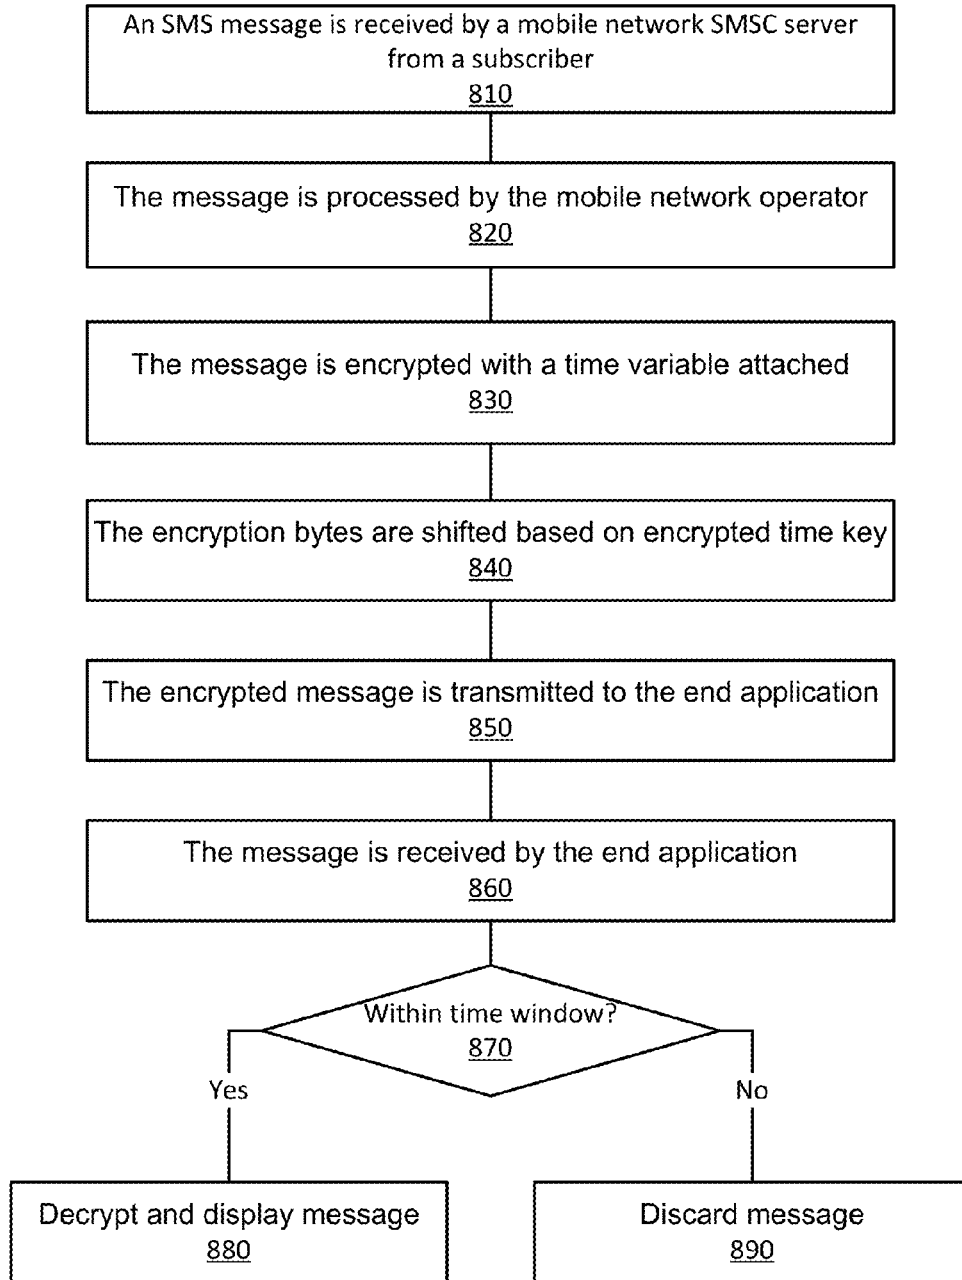 An SMS message is received by a mobile network SMSC server
from a subscriber
810
The message is processed by the mobile network operator
820
The message is encrypted with a time variable attached
830
The encryption bytes are shifted based on encrypted time key
840
The encrypted message is transmitted to the end application
850
The message is received by the end application
860
Within time window?
870
Yes
No
Decrypt and display message
880
Discard message
890